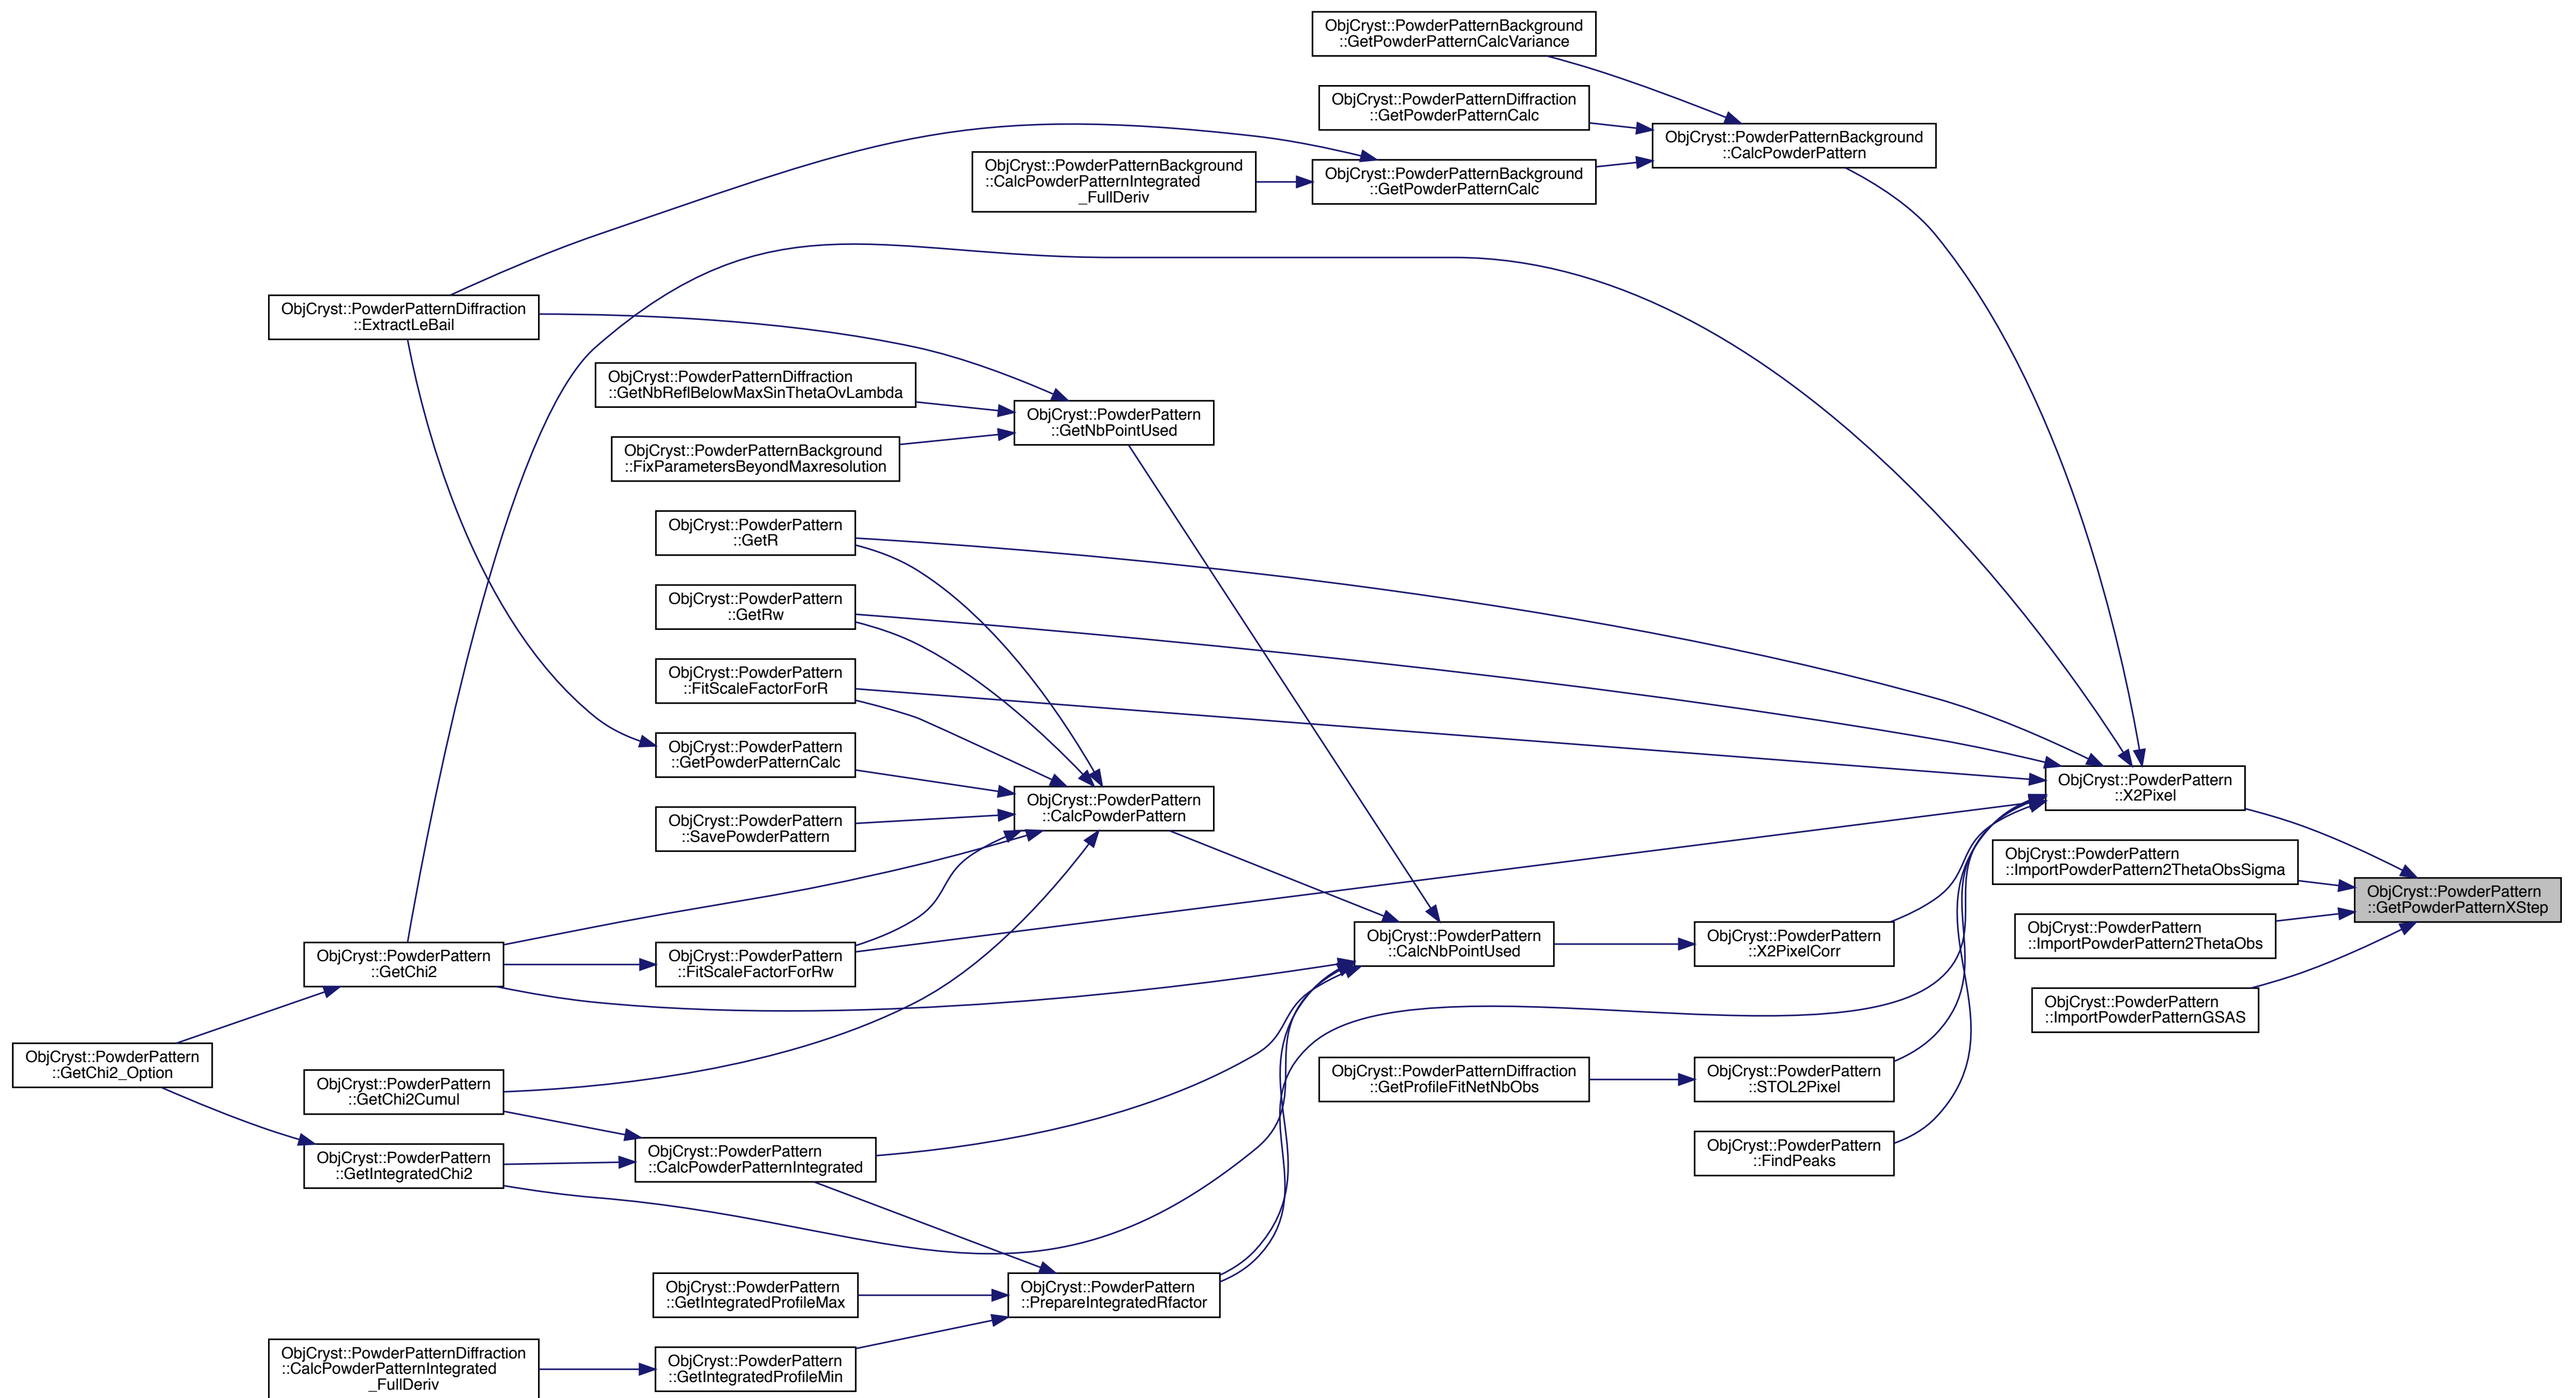 ObjCryst::PowderPatternBackground
::GetPowderPatternCalcVariance
ObjCryst::PowderPatternDiffraction
::GetPowderPatternCalc
ObjCryst::PowderPatternBackground
::CalcPowderPattern
ObjCryst::PowderPatternBackground
::CalcPowderPatternIntegrated
_FullDeriv
ObjCryst::PowderPatternBackground
::GetPowderPatternCalc
ObjCryst::PowderPatternDiffraction
::ExtractLeBail
ObjCryst::PowderPatternDiffraction
::GetNbReflBelowMaxSinThetaOvLambda
ObjCryst::PowderPattern
::GetNbPointUsed
ObjCryst::PowderPatternBackground
::FixParametersBeyondMaxresolution
ObjCryst::PowderPattern
::GetR
ObjCryst::PowderPattern
::GetRw
ObjCryst::PowderPattern
::FitScaleFactorForR
ObjCryst::PowderPattern
::GetPowderPatternCalc
ObjCryst::PowderPattern
::X2Pixel
ObjCryst::PowderPattern
::CalcPowderPattern
ObjCryst::PowderPattern
::SavePowderPattern
ObjCryst::PowderPattern
::ImportPowderPattern2ThetaObsSigma
ObjCryst::PowderPattern
::GetPowderPatternXStep
ObjCryst::PowderPattern
::ImportPowderPattern2ThetaObs
ObjCryst::PowderPattern
::GetChi2
ObjCryst::PowderPattern
::FitScaleFactorForRw
ObjCryst::PowderPattern
::CalcNbPointUsed
ObjCryst::PowderPattern
::X2PixelCorr
ObjCryst::PowderPattern
::ImportPowderPatternGSAS
ObjCryst::PowderPattern
::GetChi2_Option
ObjCryst::PowderPattern
::GetChi2Cumul
ObjCryst::PowderPatternDiffraction
::GetProfileFitNetNbObs
ObjCryst::PowderPattern
::STOL2Pixel
ObjCryst::PowderPattern
::GetIntegratedChi2
ObjCryst::PowderPattern
::CalcPowderPatternIntegrated
ObjCryst::PowderPattern
::FindPeaks
ObjCryst::PowderPattern
::GetIntegratedProfileMax
ObjCryst::PowderPattern
::PrepareIntegratedRfactor
ObjCryst::PowderPatternDiffraction
::CalcPowderPatternIntegrated
_FullDeriv
ObjCryst::PowderPattern
::GetIntegratedProfileMin